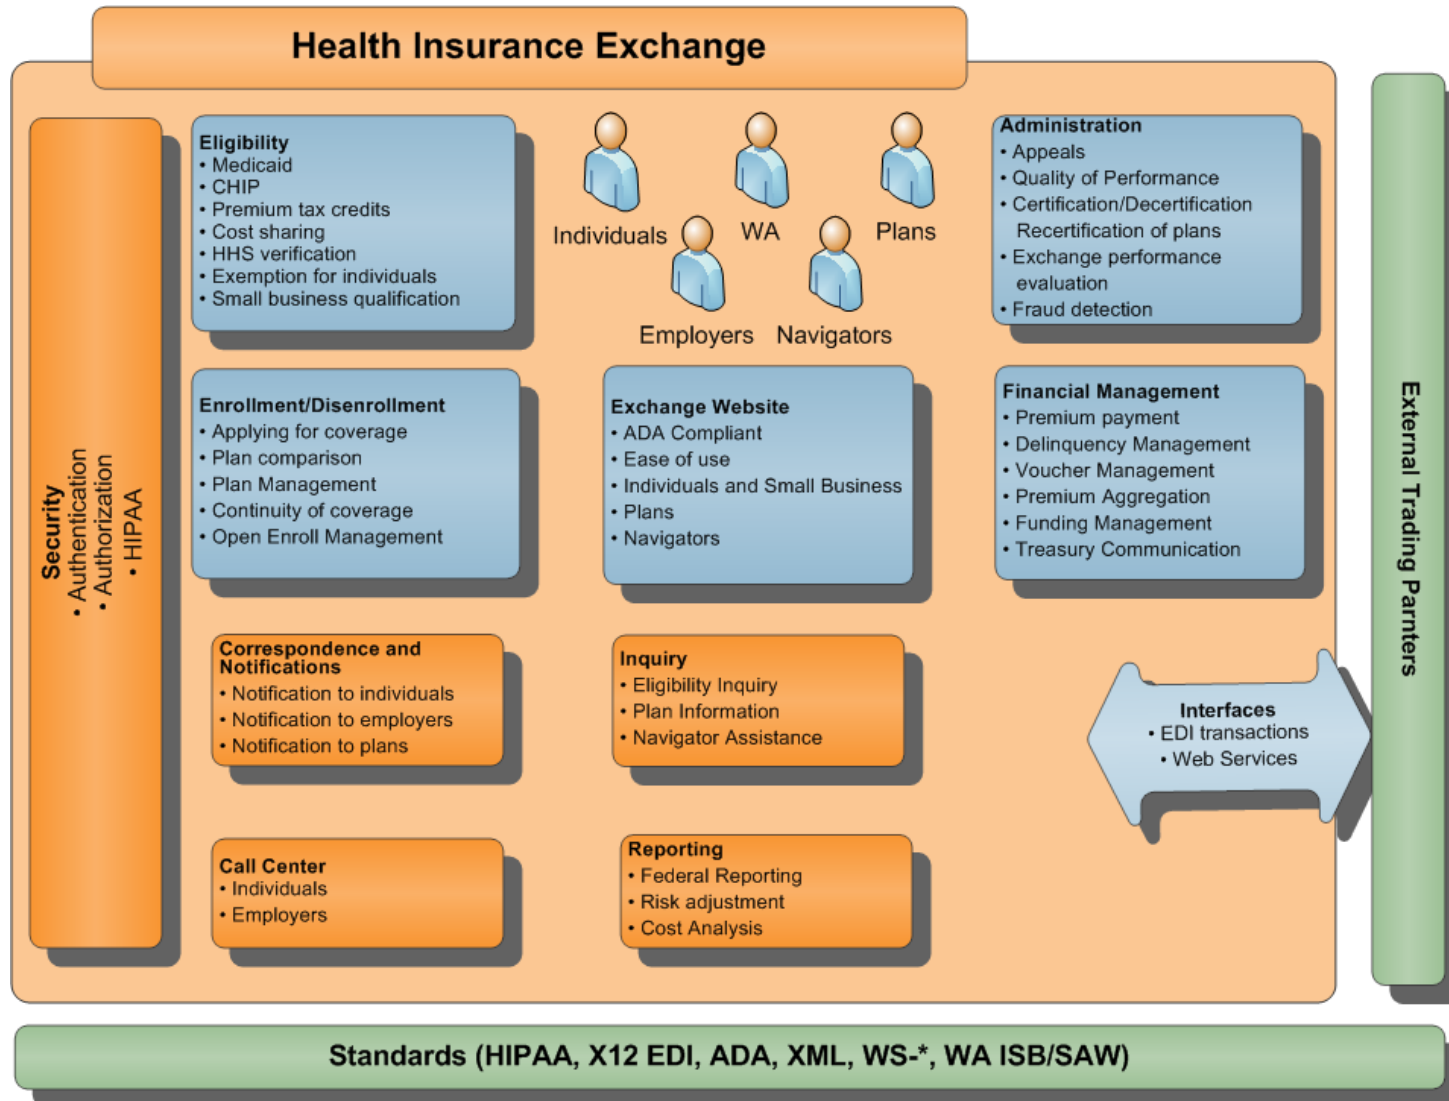 Health Insurance Exchange
Security
• Authentication
• Authorization
• HIPAA
Eligibility
• Medicaid
• CHIP
• Premium tax credits
• Cost sharing
• HHS verification
• Exemption for individuals
• Small business qualification
Individuals
WA
Plans
Employers
Navigators
Administration
• Appeals
• Quality of Performance
• Certification/Decertification
Recertification of plans
• Exchange performance
evaluation
• Fraud detection
Enrollment/Disenrollment
• Applying for coverage
• Plan comparison
• Plan Management
• Continuity of coverage
• Open Enroll Management
Exchange Website
• ADA Compliant
• Ease of use
• Individuals and Small Business
• Plans
• Navigators
Financial Management
• Premium payment
• Delinquency Management
• Voucher Management
• Premium Aggregation
• Funding Management
• Treasury Communication
Correspondence and
Notifications
• Notification to individuals
• Notification to employers
• Notification to plans
Inquiry
• Eligibility Inquiry
• Plan Information
• Navigator Assistance
Interfaces
• EDI transactions
• Web Services
Call Center
• Individuals
• Employers
Reporting
• Federal Reporting
• Risk adjustment
• Cost Analysis
External Trading Parnters
Standards (HIPAA, X12 EDI, ADA, XML, WS-*, WA ISB/SAW)